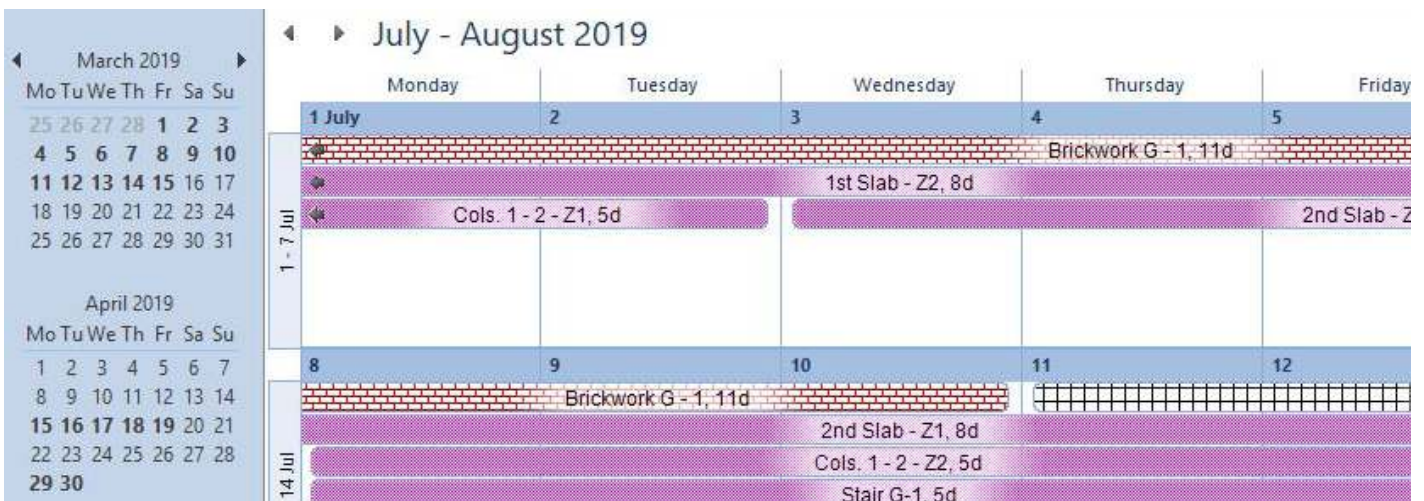 March 2019
Mo Tu We Th Fr Sa Su
25 26 27 28 1 2 3
4 5 6 7 8 9 10
11 12 13 14 15 16 17
18 19 20 21 22 23 24
25 26 27 28 29 30 31
April 2019
Mo Tu We Th Fr Sa Su
1 2 3 4 5 6 7
8 9 10 11 12 13 14
15 16 17 18 19 20 21
22 23 24 25 26 27 28
29 30
July - August 2019
Monday Tuesday Wednesday Thursday Friday
1 July 2 3 4 5
1 - 7 Jul
Brickwork G - 1, 11d
1st Slab - Z2, 8d
Cols. 1 - 2 - Z1, 5d 2nd Slab - Z
8 9 10 11 12
14 Jul
Brickwork G - 1, 11d
2nd Slab - Z1, 8d
Cols. 1 - 2 - Z2, 5d
Stair G-1, 5d